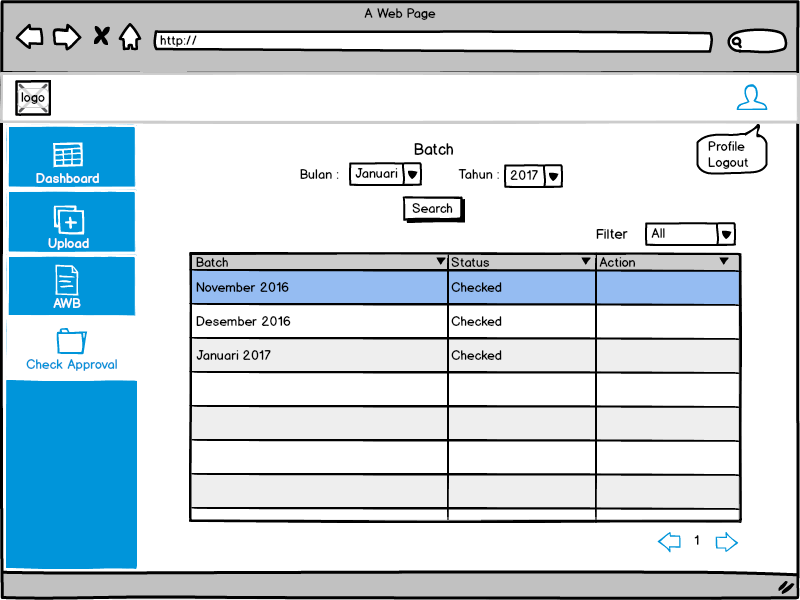 A Web Page
http://
logo
Profile
Logout
Dashboard
Upload
AWB
Check Approval
Batch
Bulan : Januari Tahun : 2017
Search
Filter All
Batch Status Action
November 2016 Checked
Desember 2016 Checked
Januari 2017 Checked
1